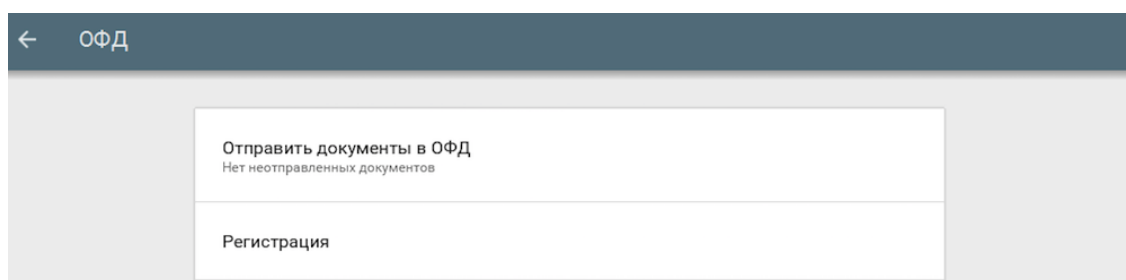 ОФД
Отправить документы в ОФД
Нет неотправленных документов
Регистрация